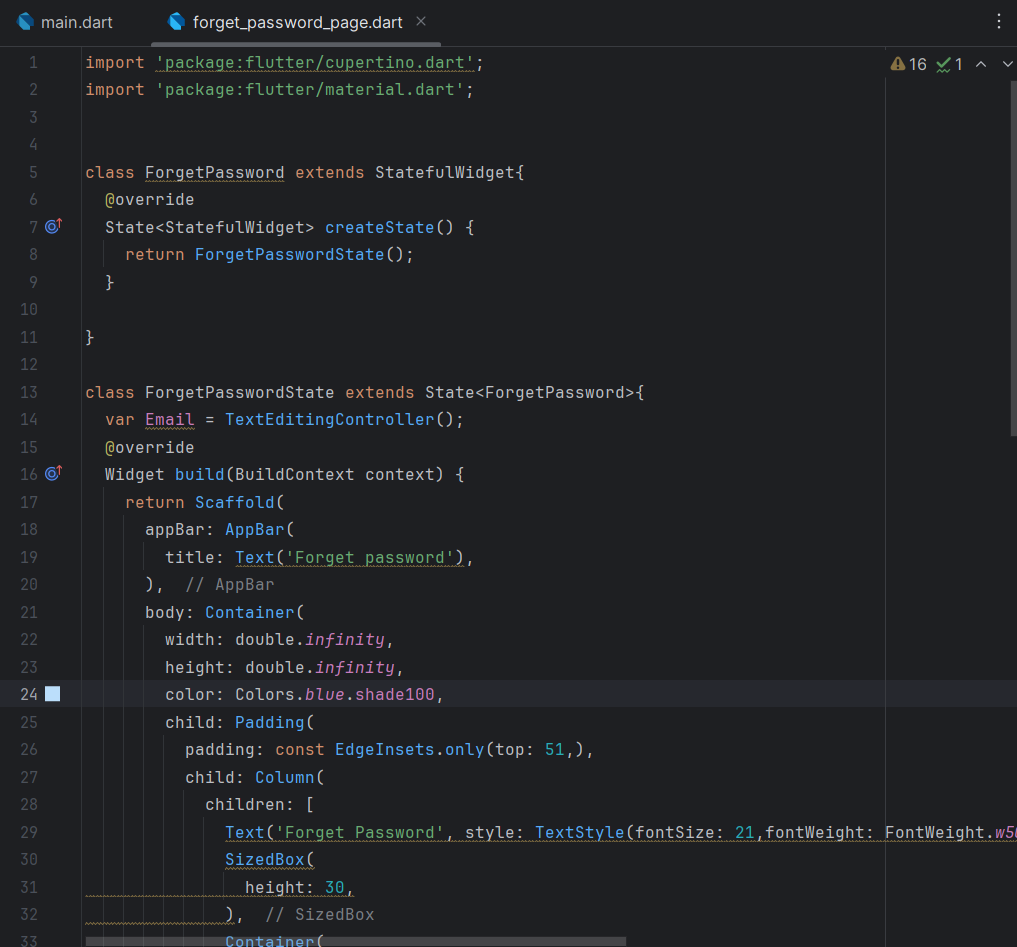 main.dart
forget_password_page.dart
16 1
1 import 'package:flutter/cupertino.dart';
2 import 'package:flutter/material.dart';
3
4
5 class ForgetPassword extends StatefulWidget{
6 @override
7 State<StatefulWidget> createState() {
8 return ForgetPasswordState();
9 }
10
11 }
12
13 class ForgetPasswordState extends State<ForgetPassword>{
14 var Email = TextEditingController();
15 @override
16 Widget build(BuildContext context) {
17 return Scaffold(
18 appBar: AppBar(
19 title: Text('Forget password'),
20 ), // AppBar
21 body: Container(
22 width: double.infinity,
23 height: double.infinity,
24 color: Colors.blue.shade100,
25 child: Padding(
26 padding: const EdgeInsets.only(top: 51,),
27 child: Column(
28 children: [
29 Text('Forget Password', style: TextStyle(fontSize: 21,fontWeight: FontWeight.
30 SizedBox(
31 height: 30,
32 ), // SizedBox
33 Container(